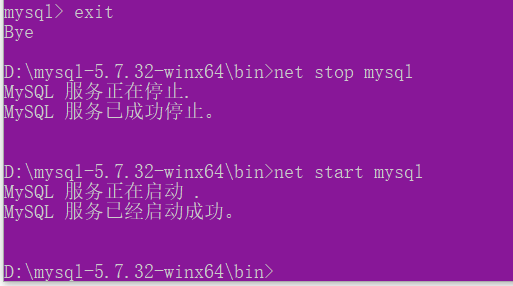 mysql> exit
Bye
D:\mysql-5.7.32-winx64\bin>net stop mysql
MySQL 服务正在停止.
MySQL 服务已成功停止。
D:\mysql-5.7.32-winx64\bin>net start mysql
MySQL 服务正在启动 .
MySQL 服务已经启动成功。
D:\mysql-5.7.32-winx64\bin>